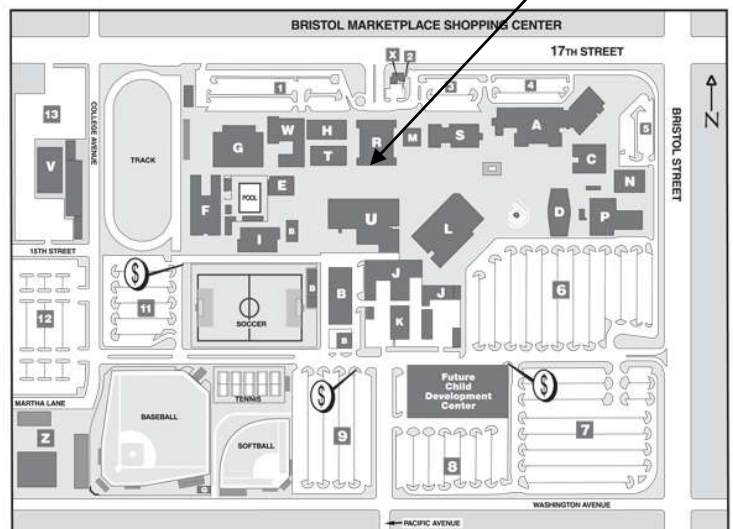 BRISTOL MARKETPLACE SHOPPING CENTER
17TH STREET
X 2
1
3
4
5
13
COLLEGE AVENUE
BRISTOL STREET
N
TRACK
W
H
R
M
S
A
G
T
C
V
E
N
F
POOL
U
L
D
P
I
B
15TH STREET
$
J
6
11
B
B
J
12
SOCCER
K
B
Future
Child
Development
Center
$
$
MARTHA LANE
TENNIS
BASEBALL
Z
SOFTBALL
9
7
8
WASHINGTON AVENUE
PACIFIC AVENUE